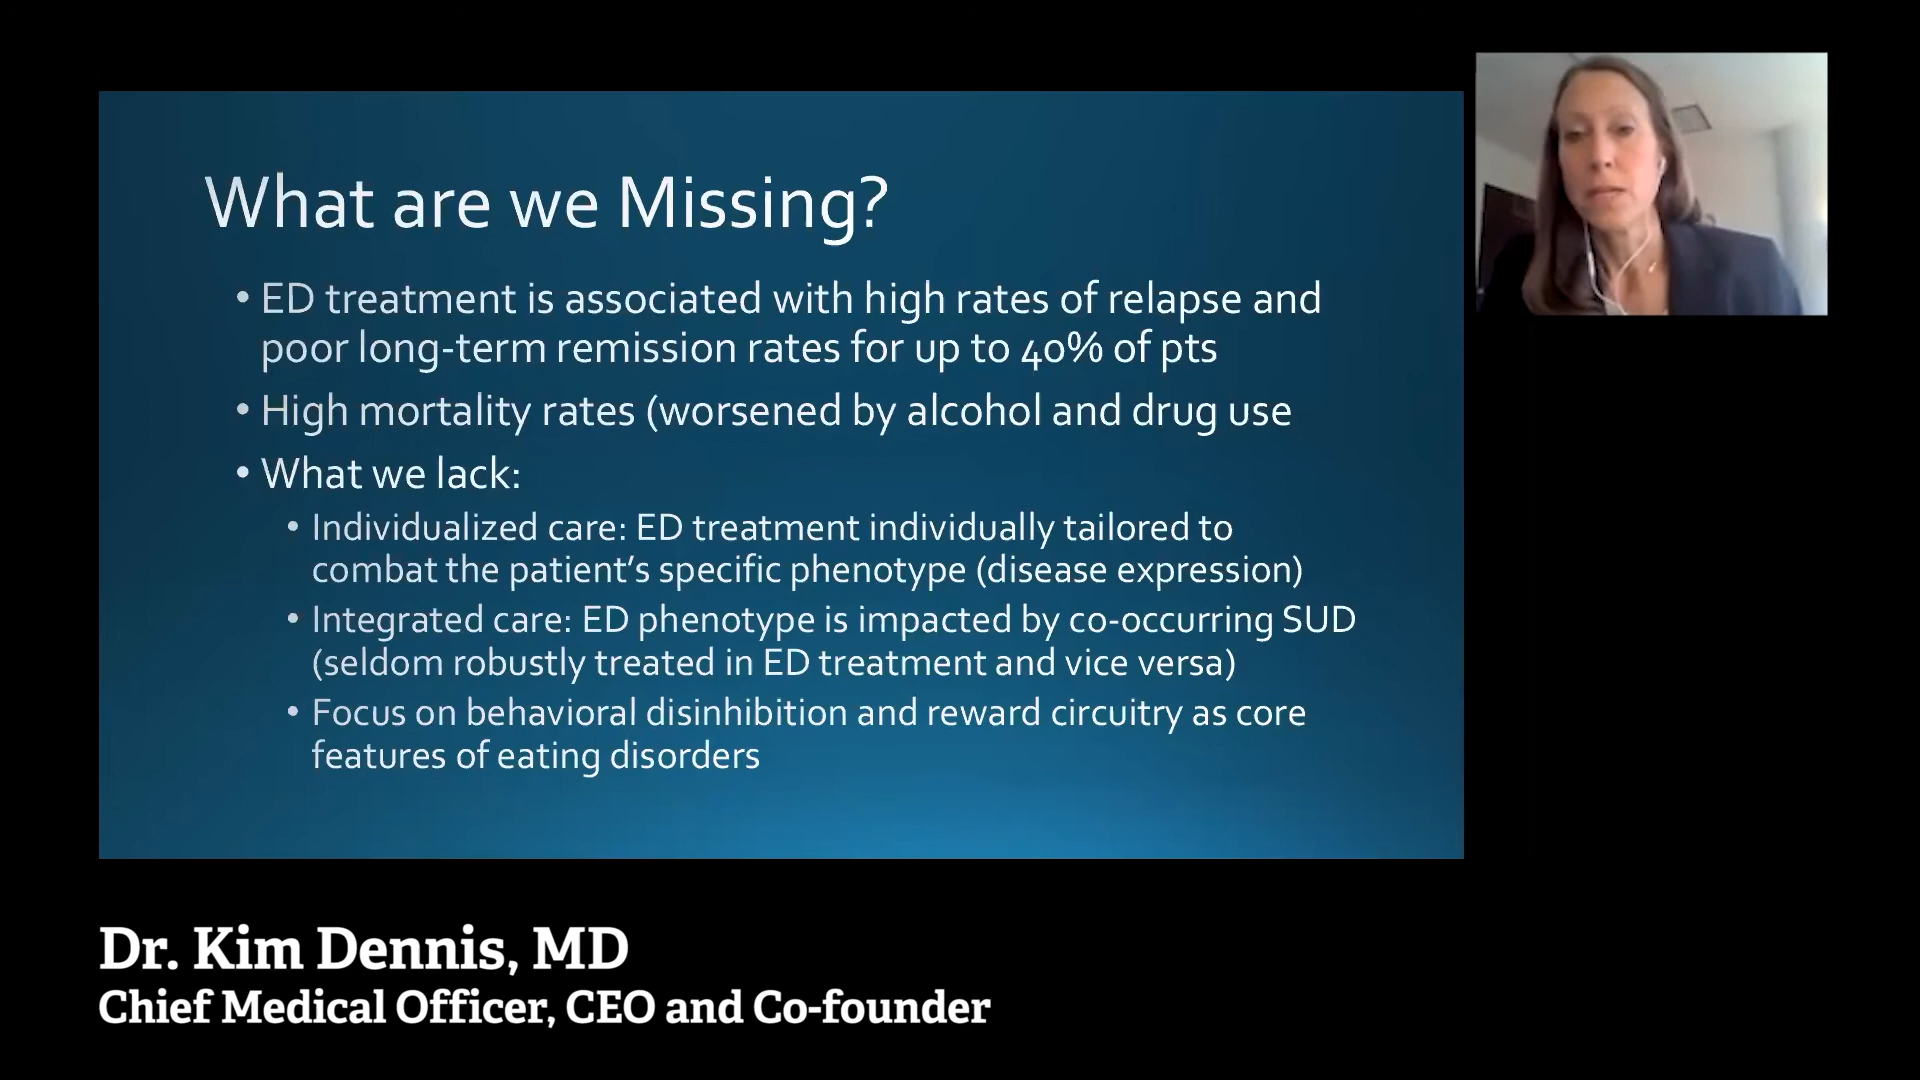 What are we Missing?
• ED treatment is associated with high rates of relapse and
poor long-term remission rates for up to 40% of pts
• High mortality rates (worsened by alcohol and drug use
• What we lack:
• Individualized care: ED treatment individually tailored to
combat the patient’s specific phenotype (disease expression)
• Integrated care: ED phenotype is impacted by co-occurring SUD
(seldom robustly treated in ED treatment and vice versa)
• Focus on behavioral disinhibition and reward circuitry as core
features of eating disorders
Dr. Kim Dennis, MD
Chief Medical Officer, CEO and Co-founder